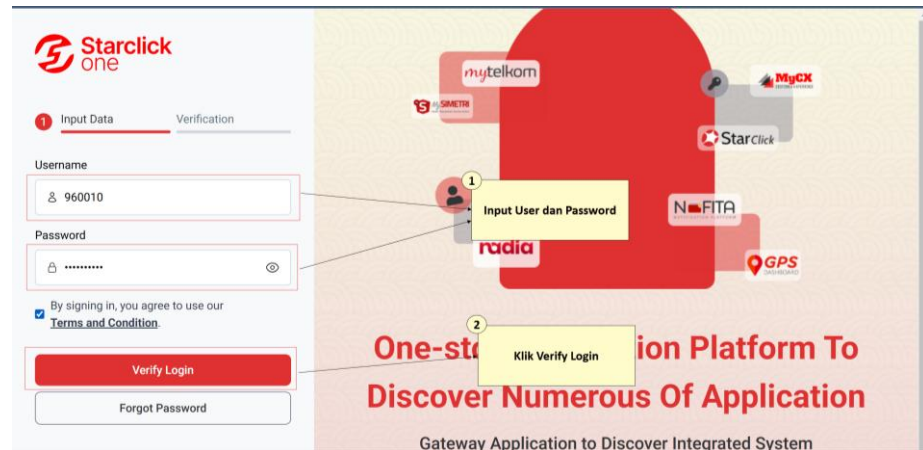 Starclick
one
1 Input Data Verification
Username
960010
Password
••••••••••
By signing in, you agree to use our
Terms and Condition.
Verify Login
Forgot Password
mytelkom
MYSIMETRI
MyCX
StarClick
NOFITA
radia
GPS
DASHBOARD
1
Input User dan Password
2
Klik Verify Login
One-st ion Platform To
Discover Numerous Of Application
Gateway Application to Discover Integrated System